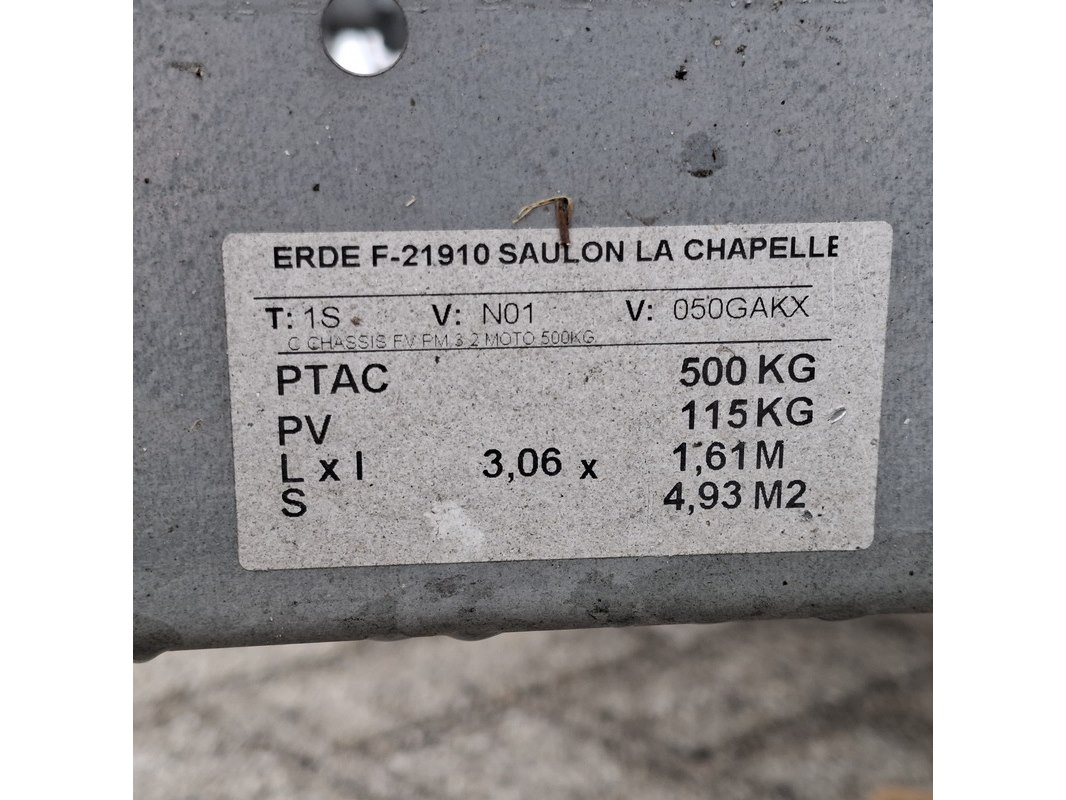 ERDE F-21910 SAULON LA CHAPELLE
T: 1S V: N01 V: 050GAKX
C CHASSIS FV PM 3 2 MOTO 500KG
PTAC 500 KG
PV 115 KG
L x l 3,06 x 1,61 M
S 4,93 M2